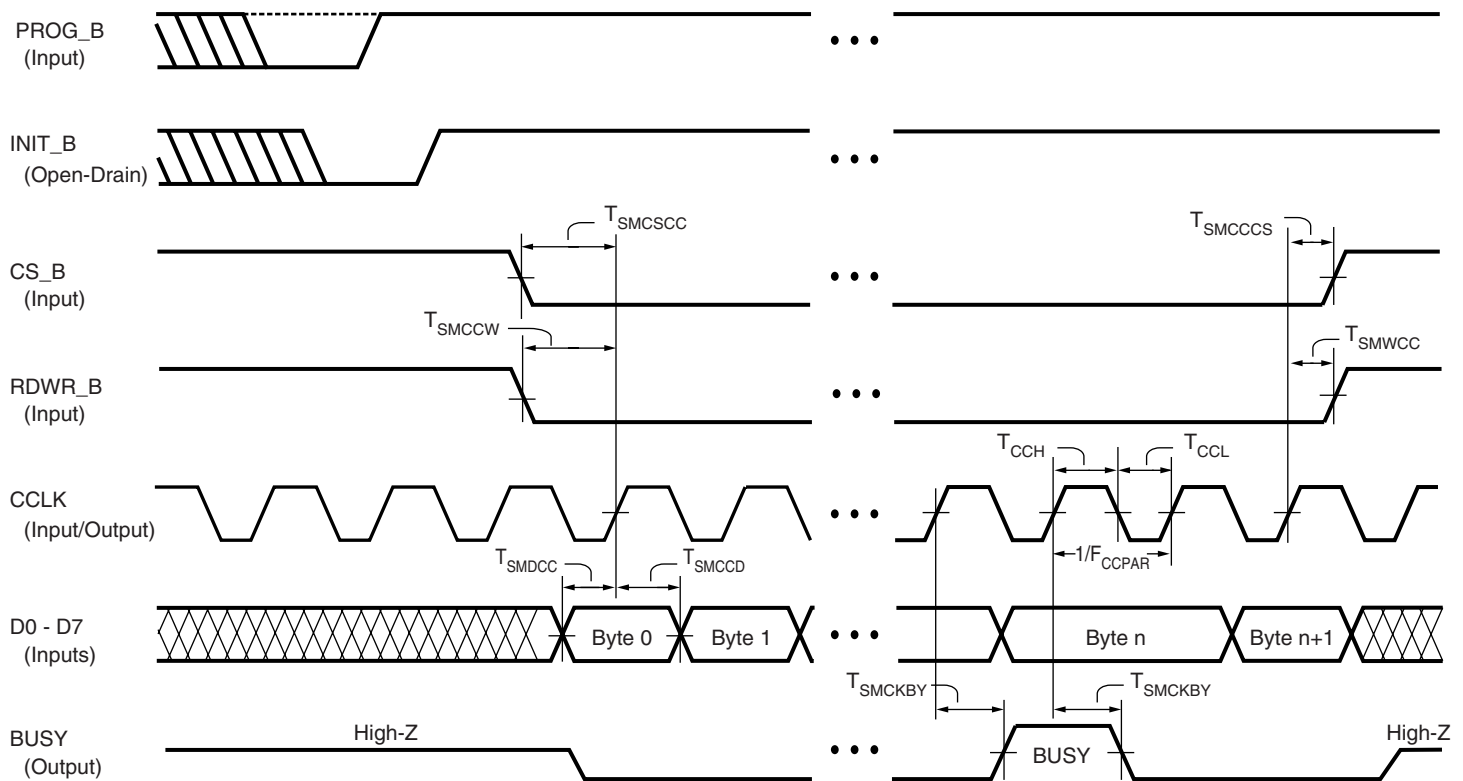 PROG_B
(Input)
INIT_B
(Open-Drain)
T_SMCSCC
T_SMCCCS
CS_B
(Input)
T_SMCCW
T_SMWCC
RDWR_B
(Input)
T_CCH
T_CCL
CCLK
(Input/Output)
1/F_CCPAR
T_SMDCC
T_SMCCD
D0 - D7
(Inputs)
Byte 0
Byte 1
Byte n
Byte n+1
T_SMCKBY
T_SMCKBY
BUSY
(Output)
High-Z
BUSY
High-Z